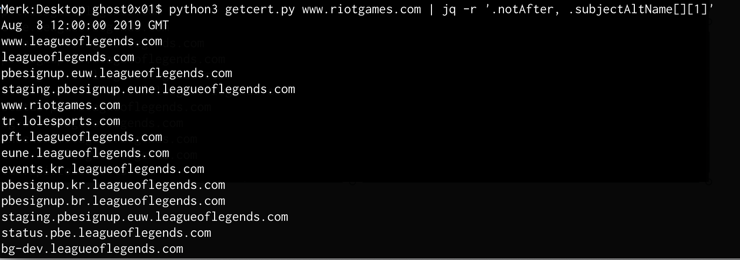 Merk:Desktop ghost0x01$ python3 getcert.py www.riotgames.com | jq -r '.notAfter, .subjectAltName[][1]'
Aug  8 12:00:00 2019 GMT
www.leagueoflegends.com
leagueoflegends.com
pbesignup.euw.leagueoflegends.com
staging.pbesignup.eune.leagueoflegends.com
www.riotgames.com
tr.lolesports.com
pft.leagueoflegends.com
eune.leagueoflegends.com
events.kr.leagueoflegends.com
pbesignup.kr.leagueoflegends.com
pbesignup.br.leagueoflegends.com
staging.pbesignup.euw.leagueoflegends.com
status.pbe.leagueoflegends.com
bg-dev.leagueoflegends.com